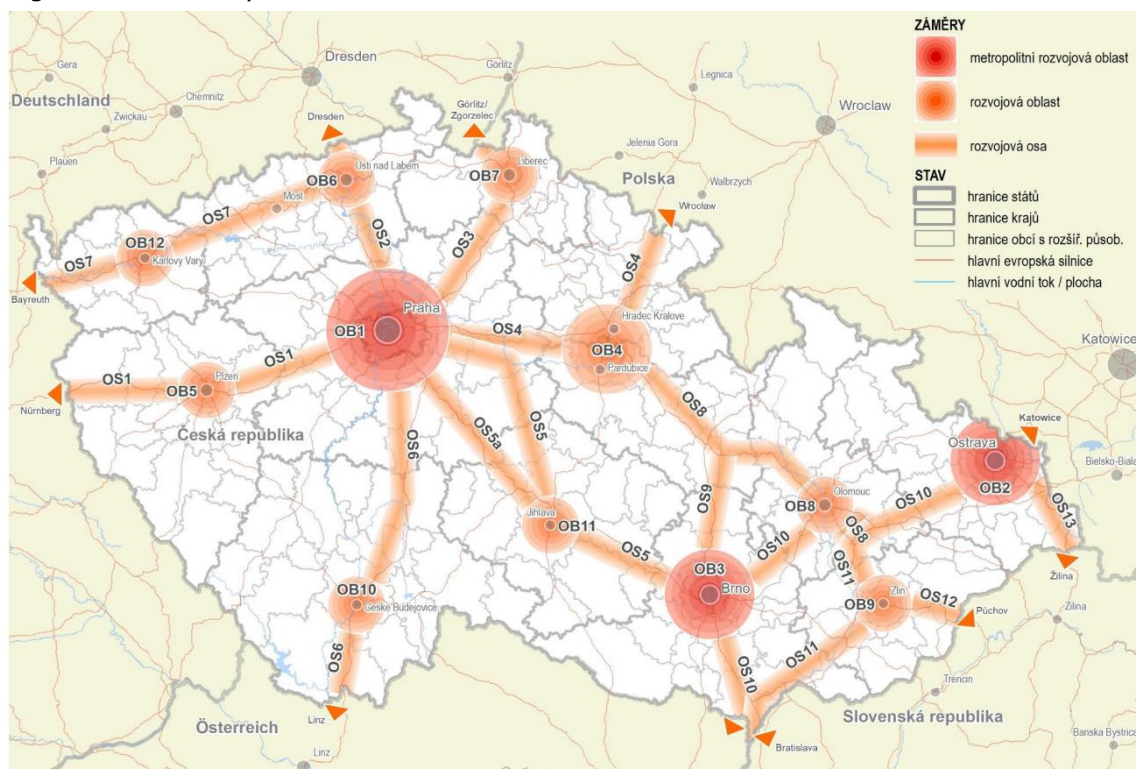 ZÁMĚRY
metropolitní rozvojová oblast
rozvojová oblast
rozvojová osa
STAV
hranice států
hranice krajů
hranice obcí s rozšíř. působ.
hlavní evropská silnice
hlavní vodní tok / plocha
Gera
Dresden
Görlitz
Legnica
Deutschland
Chemnitz
Zwickau
Dresden
Görlitz/
Zgorzelec
Wroclaw
Plauen
Jelenia Gora
Polska
Walbrzych
Wroclaw
Usti nad Labem
OB6
Liberec
OB7
Most
OS7
OS2
OS3
OS4
OB12
Karlovy Vary
OS7
Bayreuth
Praha
OB1
OS4
Hradec Kralove
OB4
Pardubice
Katowice
OS1
OS1
Plzen
OB5
Nürnberg
Česká republika
OS6
OS5a
OS5
OS8
Katowice
Ostrava
OB2
Bielsko-Biala
OS9
Olomouc
OB8
OS10
OS13
Jihlava
OB11
OS5
OS10
OS8
OS11
Žilina
OB3
Brno
OB10
Ceske Budejovice
Zlin
OB9
OS12
Púchov
Zilina
OS6
OS10
OS11
Trencin
Linz
Österreich
Slovenská republika
Linz
Bratislava
Banska Bystrica